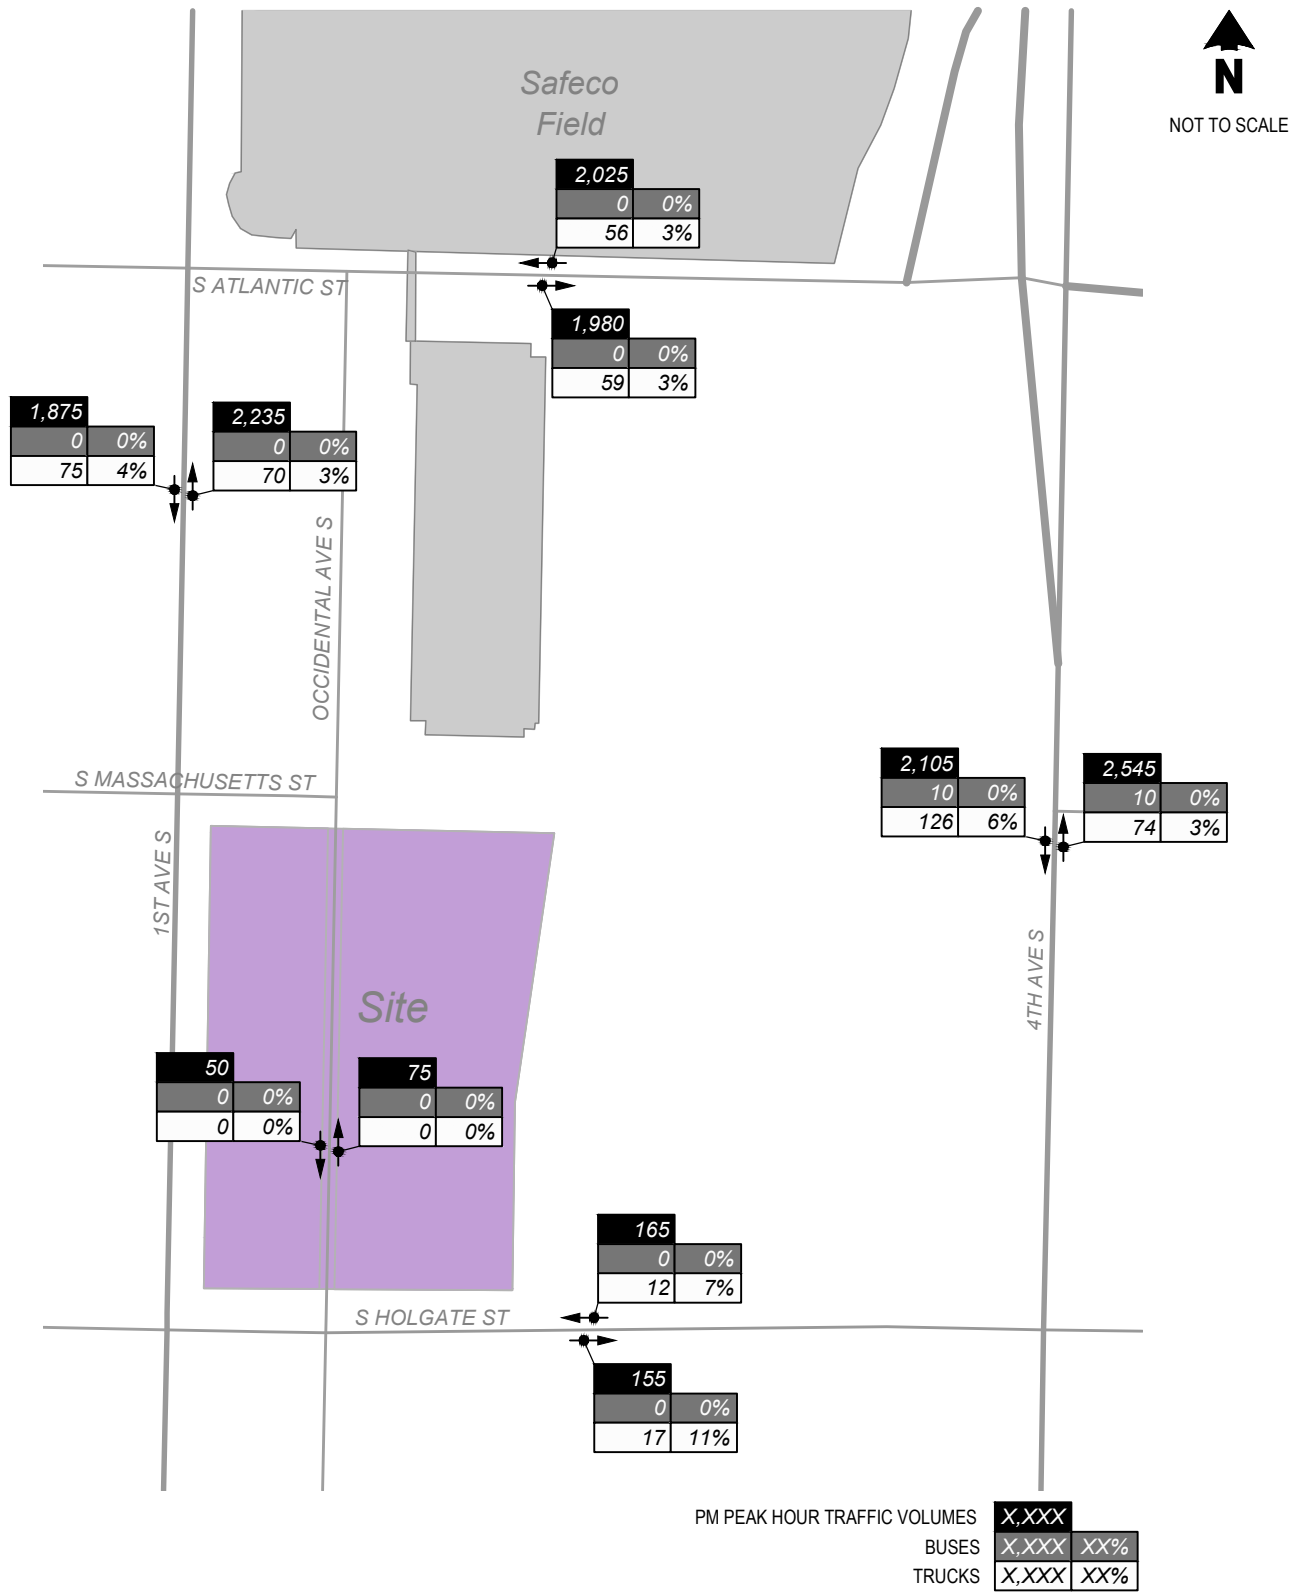 N
NOT TO SCALE
Safeco
Field
2,025
0 0%
56 3%
S ATLANTIC ST
1,980
0 0%
59 3%
1,875
0 0%
75 4%
2,235
0 0%
70 3%
OCCIDENTAL AVE S
S MASSACHUSETTS ST
2,105
10 0%
126 6%
2,545
10 0%
74 3%
1ST AVE S
4TH AVE S
Site
50
0 0%
0 0%
75
0 0%
0 0%
165
0 0%
12 7%
S HOLGATE ST
155
0 0%
17 11%
PM PEAK HOUR TRAFFIC VOLUMES X,XXX
BUSES X,XXX XX%
TRUCKS X,XXX XX%